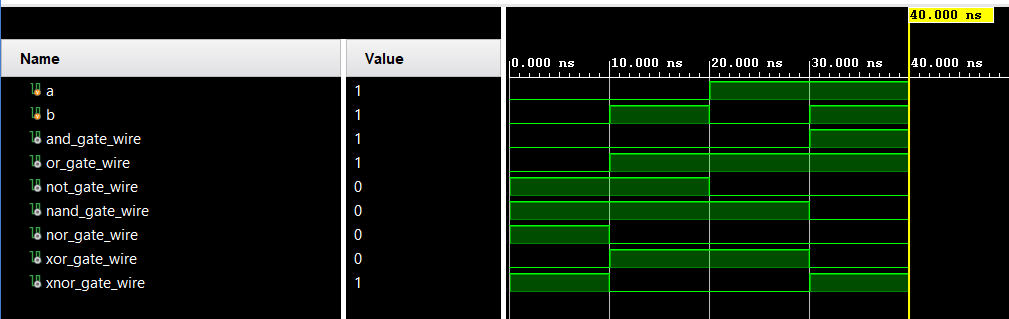 40.000 ns
Name Value
0.000 ns 10.000 ns 20.000 ns 30.000 ns 40.000 ns
a 1
b 1
and_gate_wire 1
or_gate_wire 1
not_gate_wire 0
nand_gate_wire 0
nor_gate_wire 0
xor_gate_wire 0
xnor_gate_wire 1